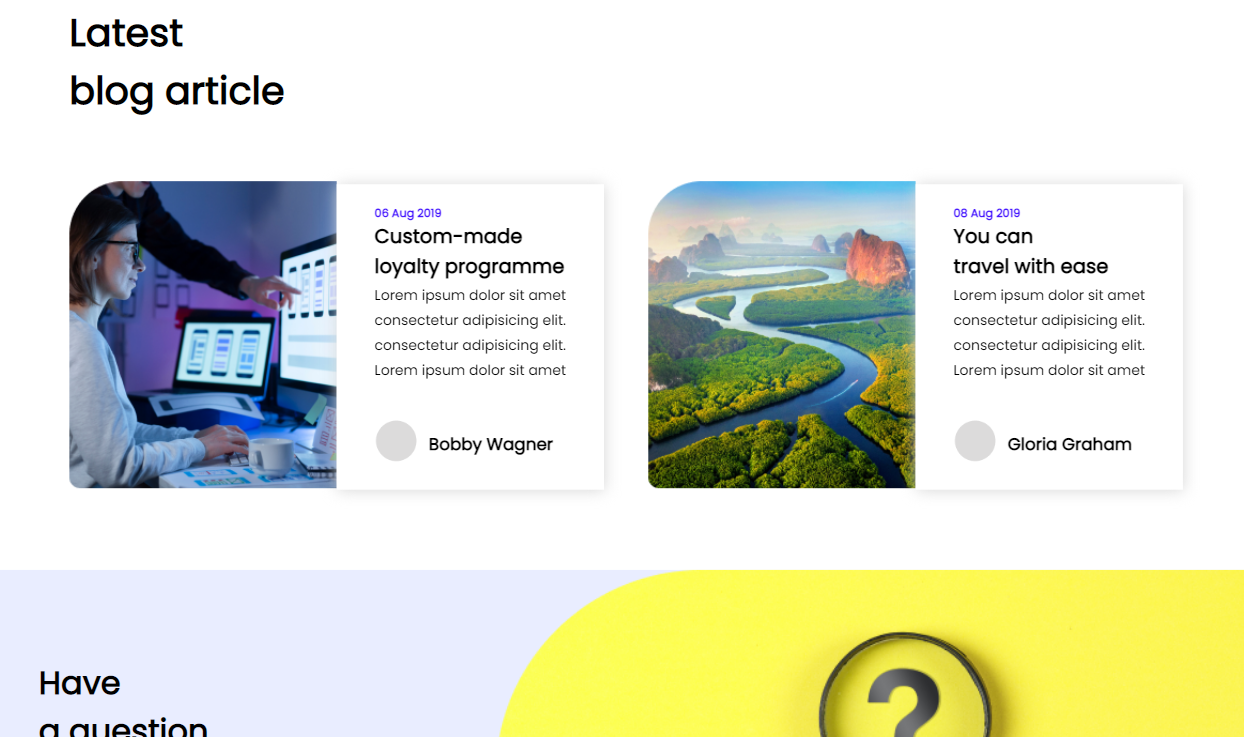 Latest
blog article
06 Aug 2019
Custom-made
loyalty programme
Lorem ipsum dolor sit amet
consectetur adipisicing elit.
consectetur adipisicing elit.
Lorem ipsum dolor sit amet
Bobby Wagner
08 Aug 2019
You can
travel with ease
Lorem ipsum dolor sit amet
consectetur adipisicing elit.
consectetur adipisicing elit.
Lorem ipsum dolor sit amet
Gloria Graham
Have
a question
?